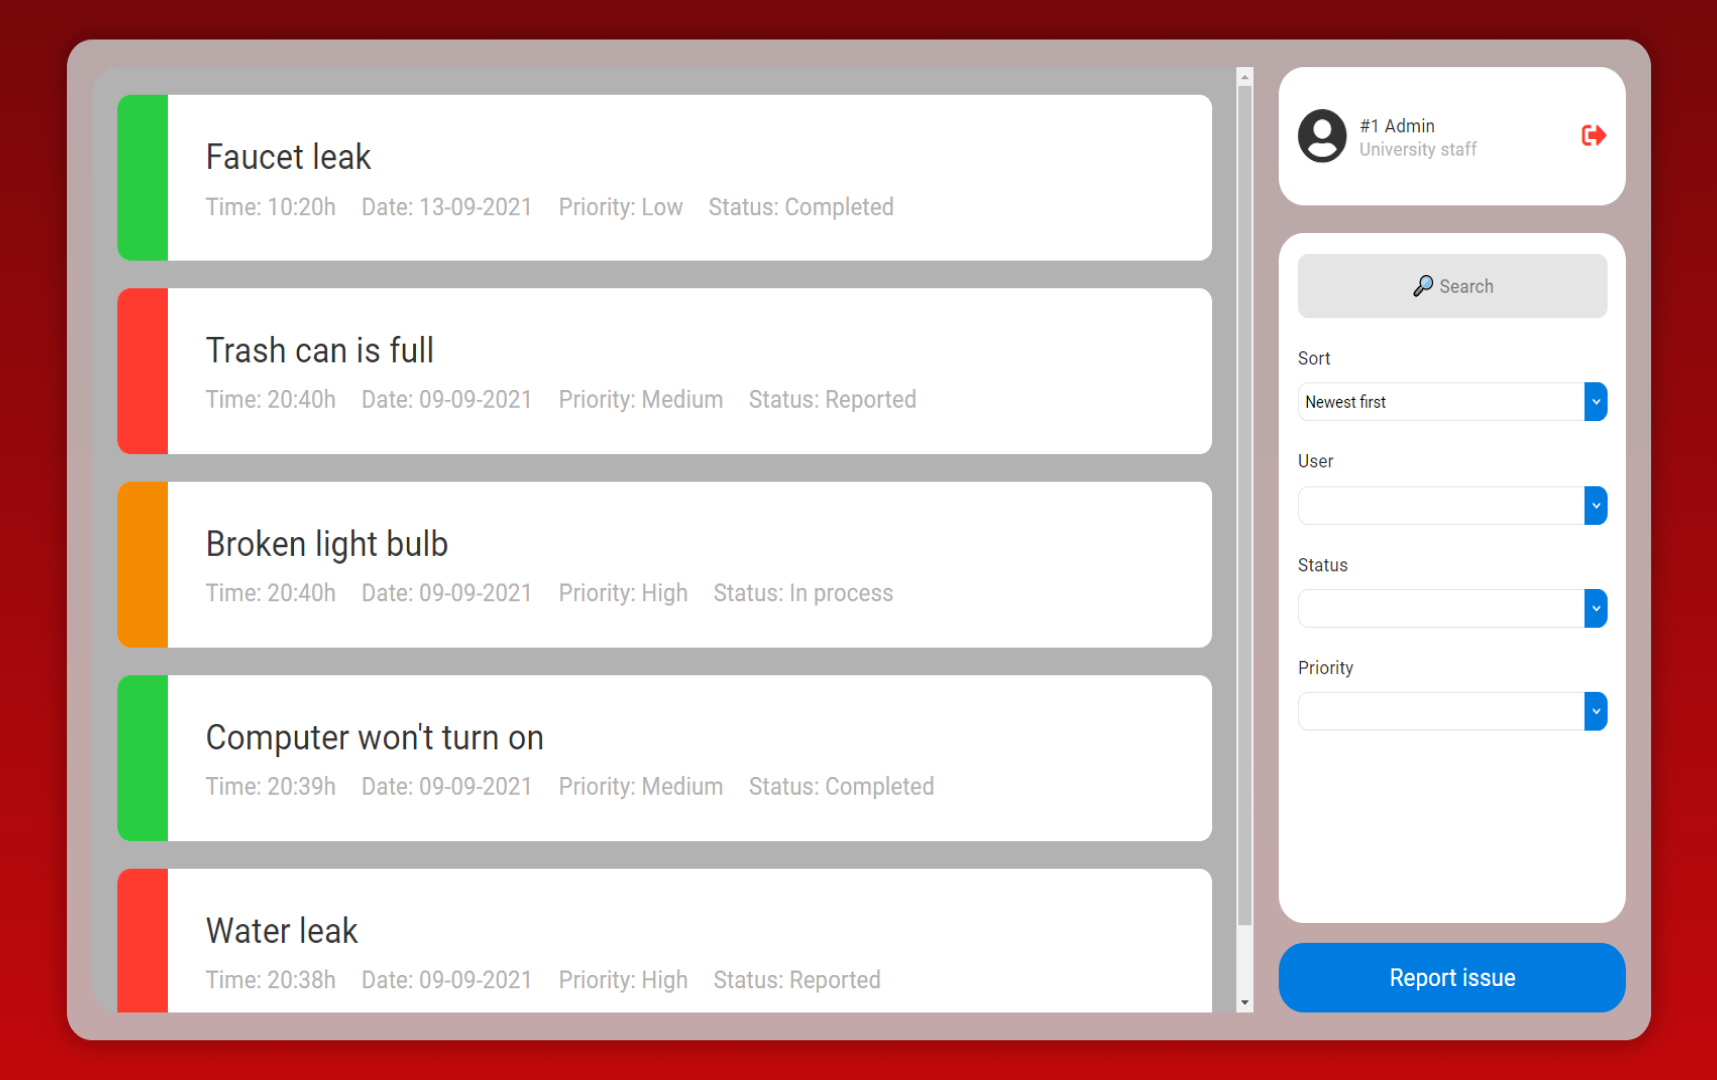 Faucet leak
Time: 10:20h Date: 13-09-2021 Priority: Low Status: Completed
Trash can is full
Time: 20:40h Date: 09-09-2021 Priority: Medium Status: Reported
Broken light bulb
Time: 20:40h Date: 09-09-2021 Priority: High Status: In process
Computer won't turn on
Time: 20:39h Date: 09-09-2021 Priority: Medium Status: Completed
Water leak
Time: 20:38h Date: 09-09-2021 Priority: High Status: Reported
#1 Admin
University staff
Search
Sort
Newest first
User
Status
Priority
Report issue